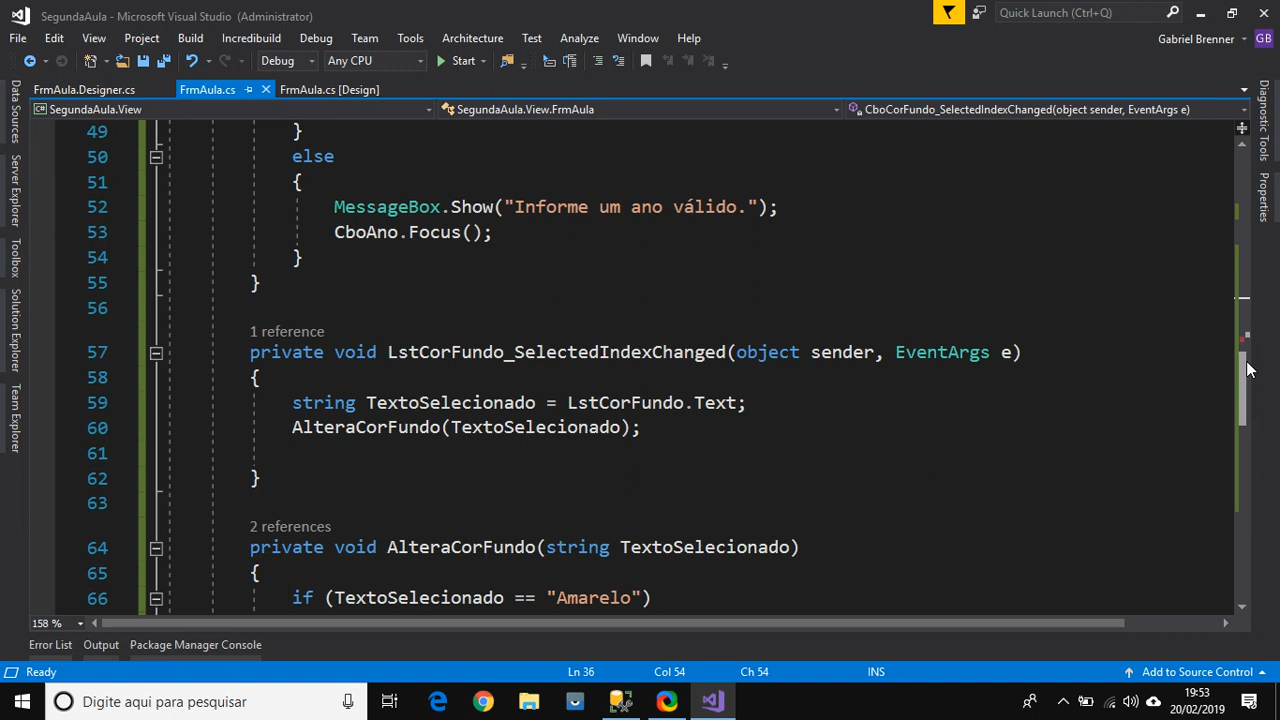 SegundaAula - Microsoft Visual Studio (Administrator)
Quick Launch (Ctrl+Q)
File Edit View Project Build Incredibuild Debug Team Tools Architecture Test Analyze Window Help
Gabriel Brenner GB
Debug Any CPU Start
FrmAula.Designer.cs FrmAula.cs FrmAula.cs [Design]
SegundaAula.View SegundaAula.View.FrmAula CboCorFundo_SelectedIndexChanged(object sender, EventArgs e)
Data Sources
Server Explorer
Toolbox
Solution Explorer
Team Explorer
Diagnostic Tools
Properties
49 }
50 else
51 {
52 MessageBox.Show("Informe um ano válido.");
53 CboAno.Focus();
54 }
55 }
56
1 reference
57 private void LstCorFundo_SelectedIndexChanged(object sender, EventArgs e)
58 {
59 string TextoSelecionado = LstCorFundo.Text;
60 AlteraCorFundo(TextoSelecionado);
61
62 }
63
2 references
64 private void AlteraCorFundo(string TextoSelecionado)
65 {
66 if (TextoSelecionado == "Amarelo")
158 %
Error List Output Package Manager Console
Ready Ln 36 Col 54 Ch 54 INS Add to Source Control
Digite aqui para pesquisar
19:53
20/02/2019